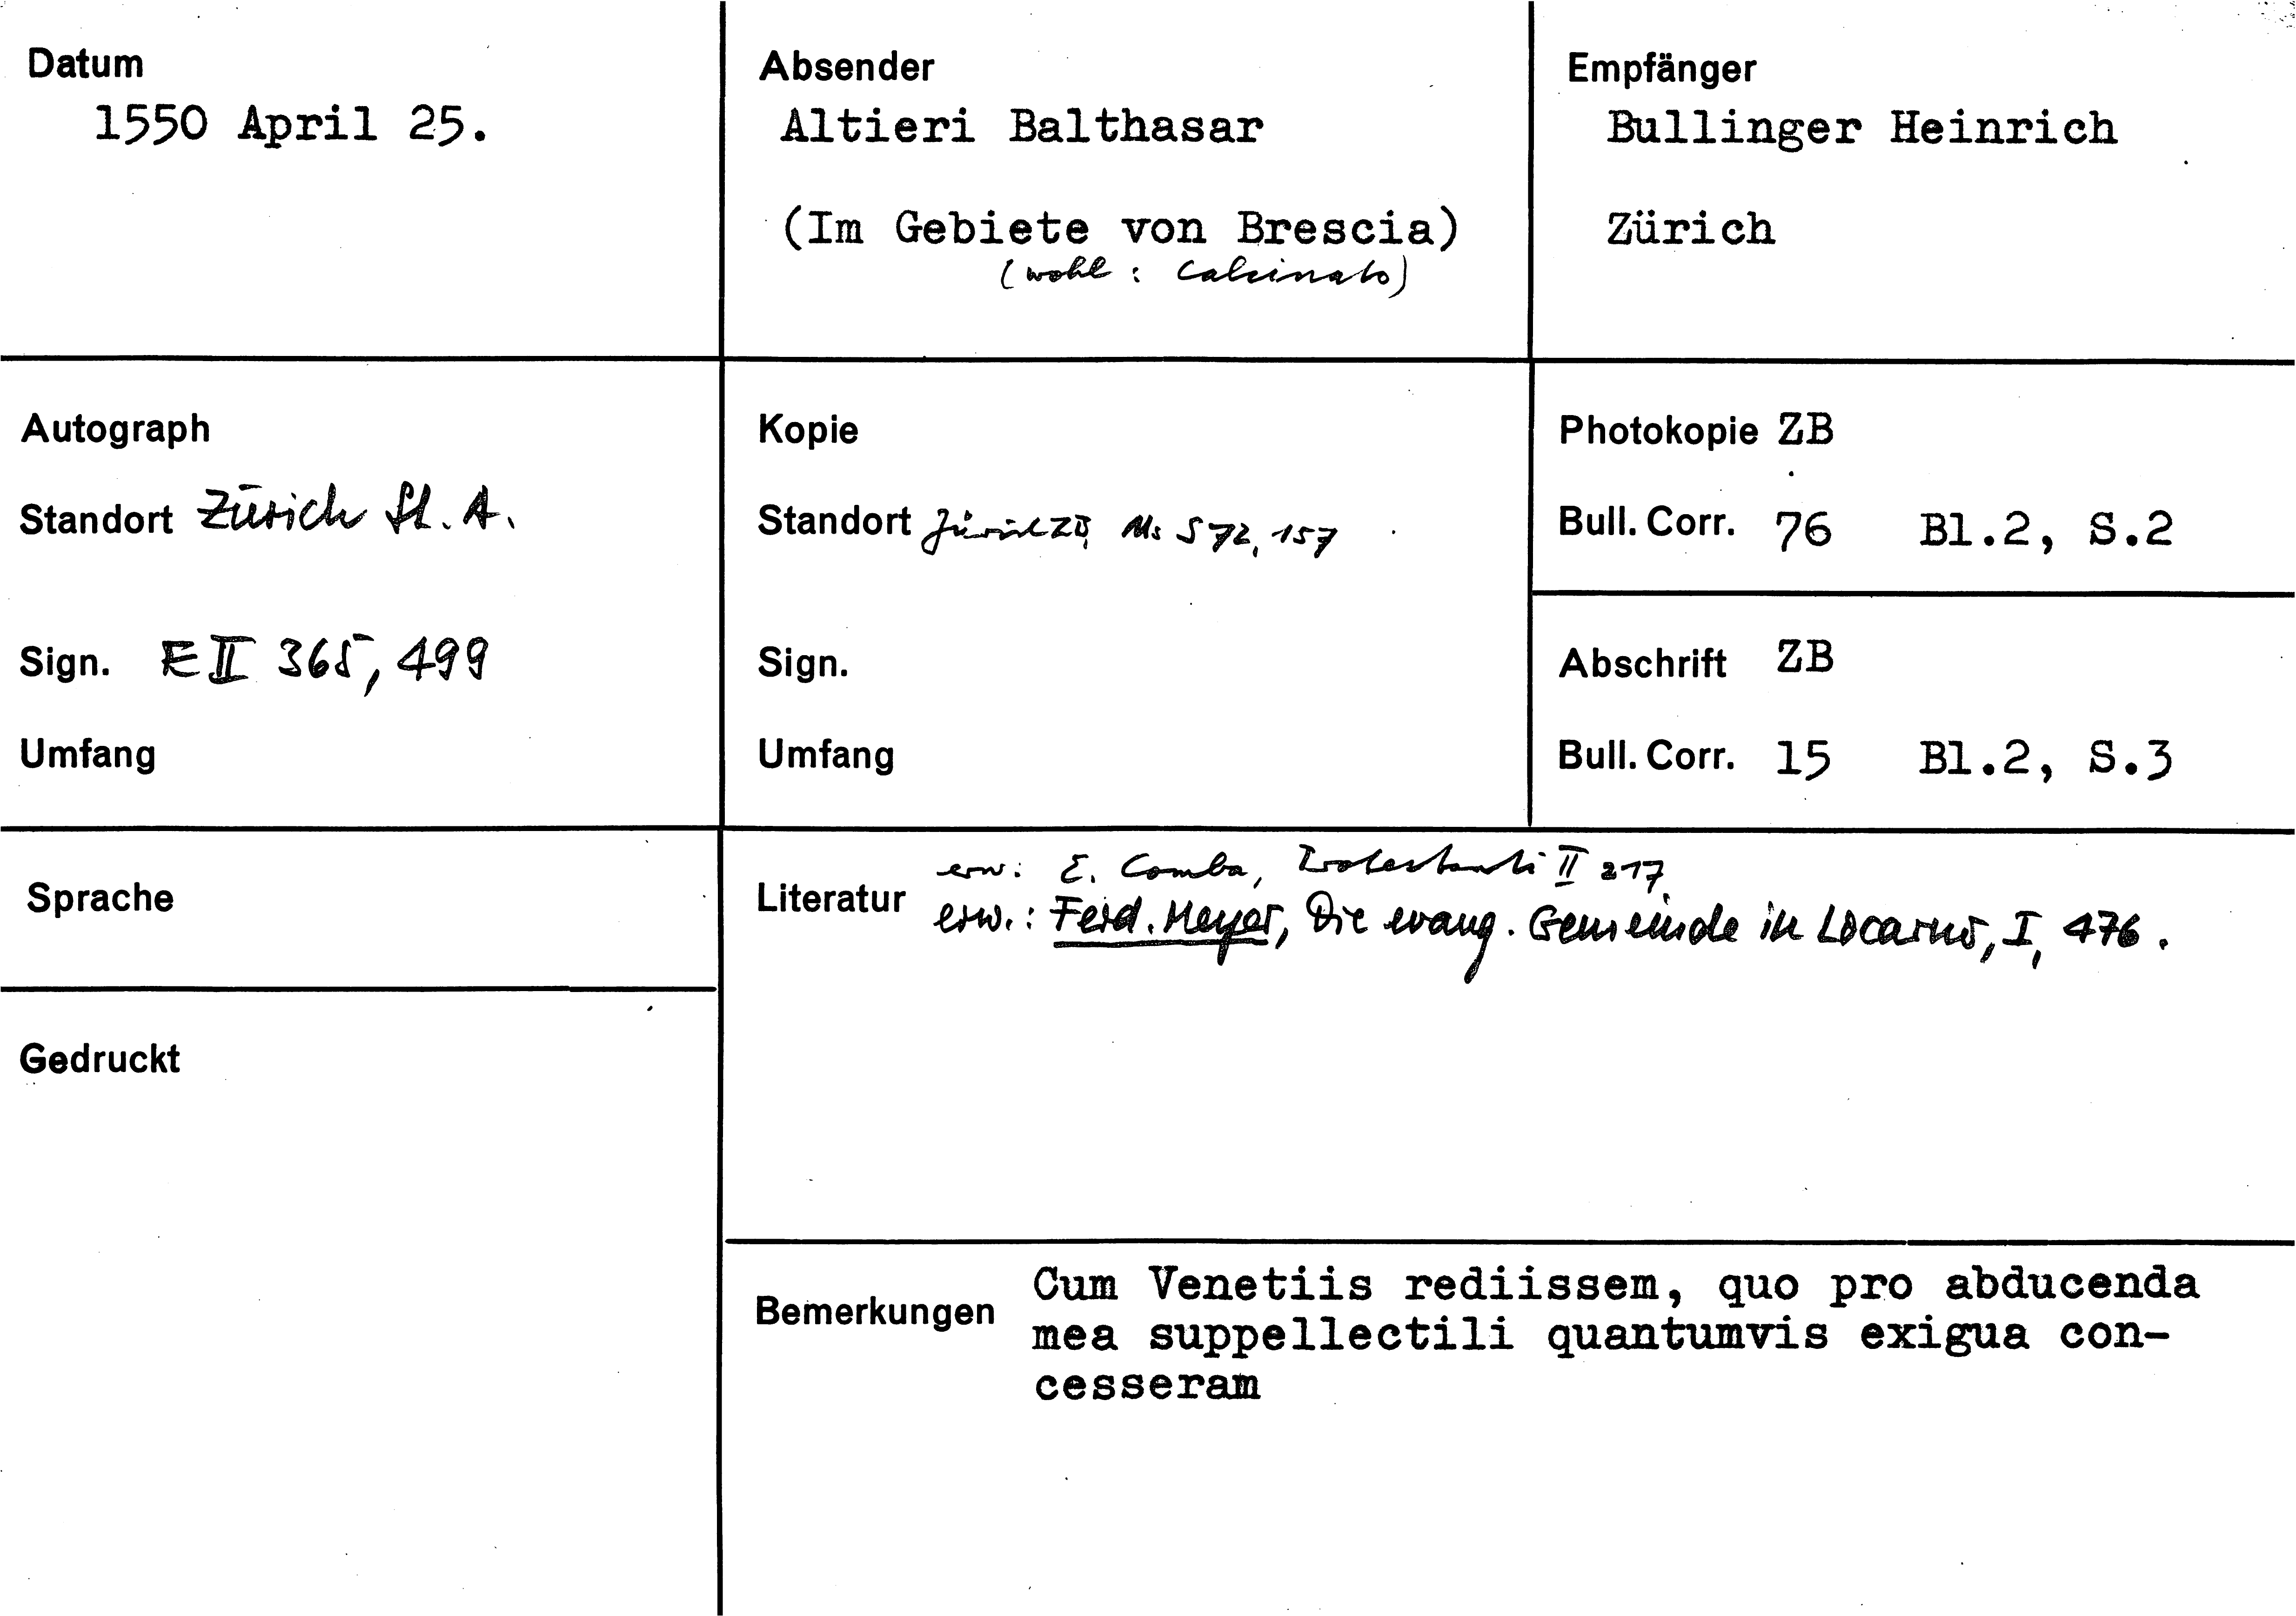 Datum
1550 April 25.
Absender
Altieri Balthasar
(Im Gebiete von Brescia)
(wohl: Calcinato)
Empfänger
Bullinger Heinrich
Zürich
Autograph
Standort Zürich St. A.
Sign. E II 365, 499
Umfang
Kopie
Standort Zürich ZB, Ms S 72, 157
Sign.
Umfang
Photokopie ZB
Bull. Corr. 76 Bl.2, S.2
Abschrift ZB
Bull. Corr. 15 Bl.2, S.3
Sprache
Gedruckt
Literatur
erw: E. Comba, Protestanti II 217
erw.: Ferd. Meyer, Die evang. Gemeinde in Locarno, I, 476.
Bemerkungen
Cum Venetiis rediissem, quo pro abducenda
mea suppellectili quantumvis exigua con-
cesseram